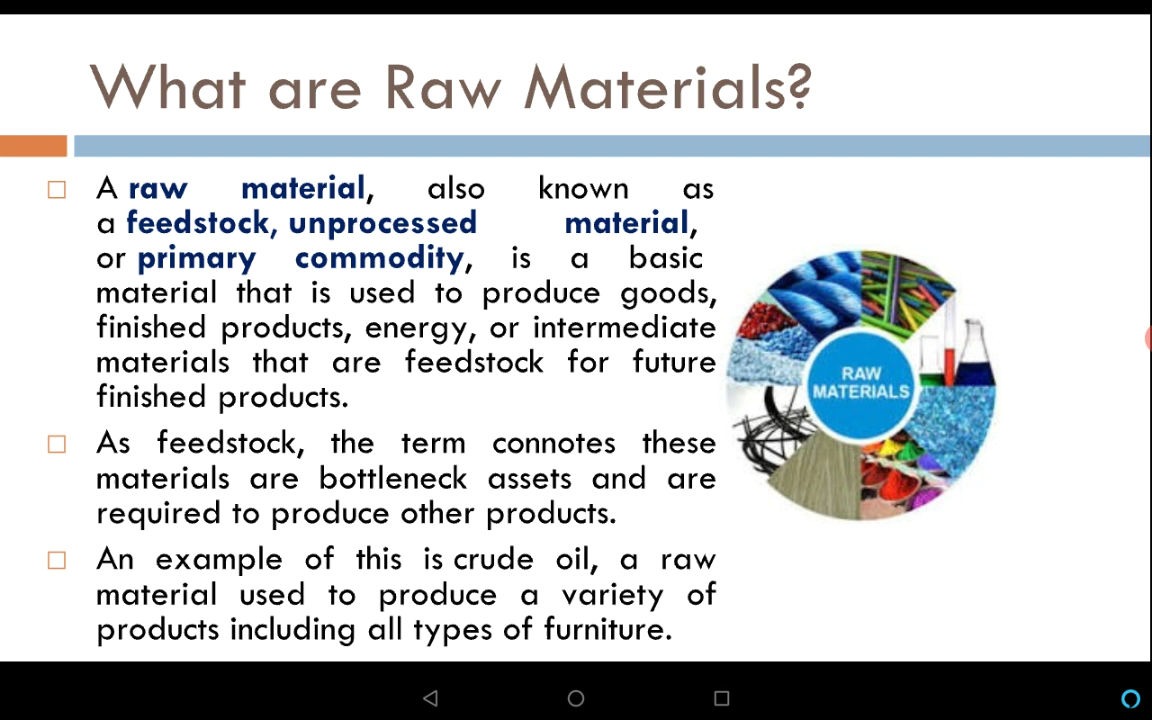 What are Raw Materials?
A raw material, also known as
a feedstock, unprocessed material,
or primary commodity, is a basic
material that is used to produce goods,
finished products, energy, or intermediate
materials that are feedstock for future
finished products.
As feedstock, the term connotes these
materials are bottleneck assets and are
required to produce other products.
An example of this is crude oil, a raw
material used to produce a variety of
products including all types of furniture.
RAW
MATERIALS